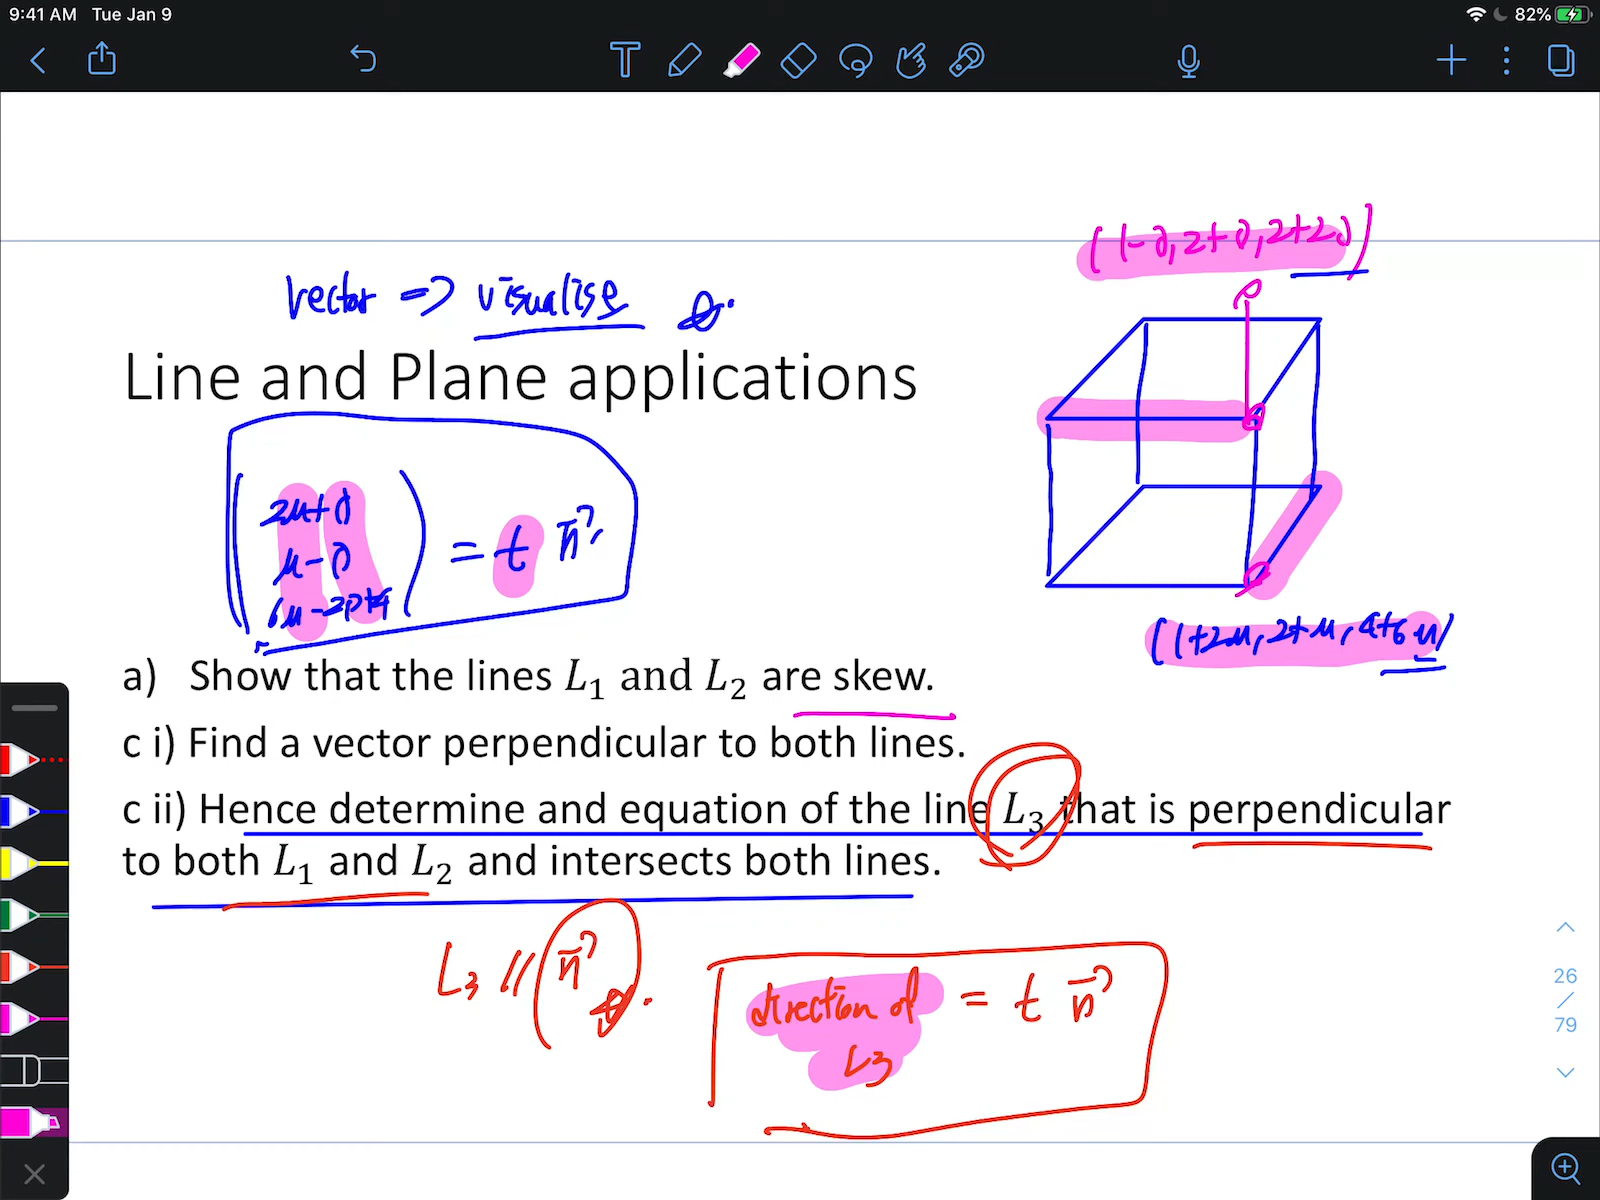 9:41 AM Tue Jan 9
82%
(1-λ, 2+λ, 2+2λ)
vector => visualise
Line and Plane applications
2μ+λ
μ-λ
= t n
(1+2μ, 2+μ, 4+6μ)
a) Show that the lines L₁ and L₂ are skew.
c i) Find a vector perpendicular to both lines.
c ii) Hence determine and equation of the line L₃ that is perpendicular
to both L₁ and L₂ and intersects both lines.
L₃ // n
direction of = t n
L₃
26
/
79